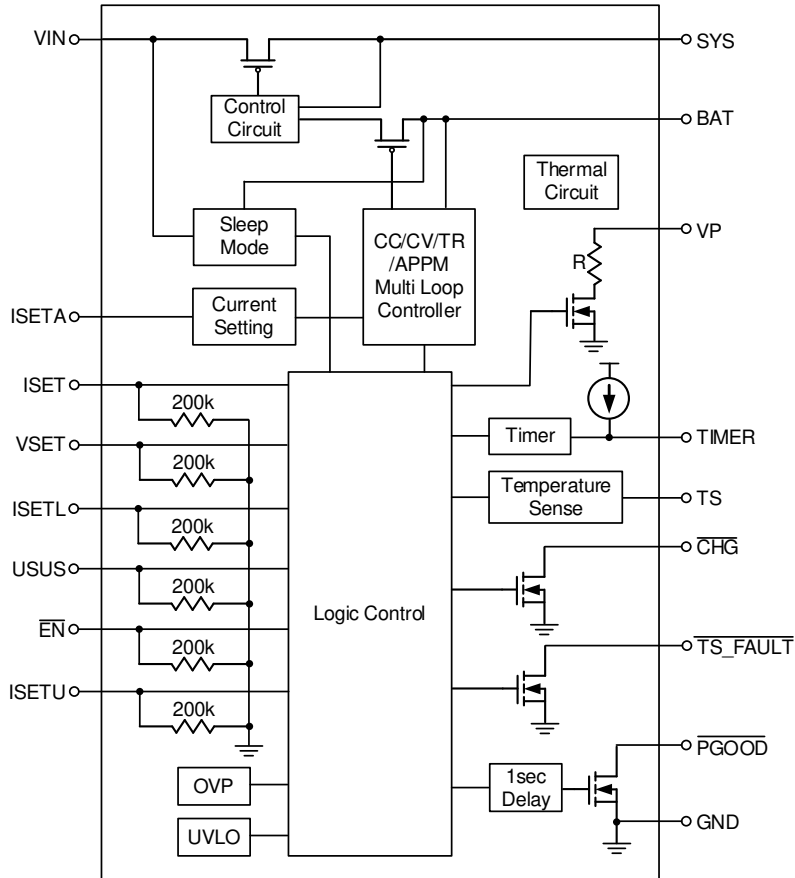 VIN
SYS
Control
Circuit
BAT
Thermal
Circuit
Sleep
Mode
CC/CV/TR
/APPM
Multi Loop
Controller
VP
R
ISETA
Current
Setting
ISET
200k
VSET
200k
ISETL
200k
USUS
200k
EN
200k
ISETU
200k
Timer
TIMER
Temperature
Sense
TS
CHG
Logic Control
TS_FAULT
PGOOD
OVP
1sec
Delay
UVLO
GND